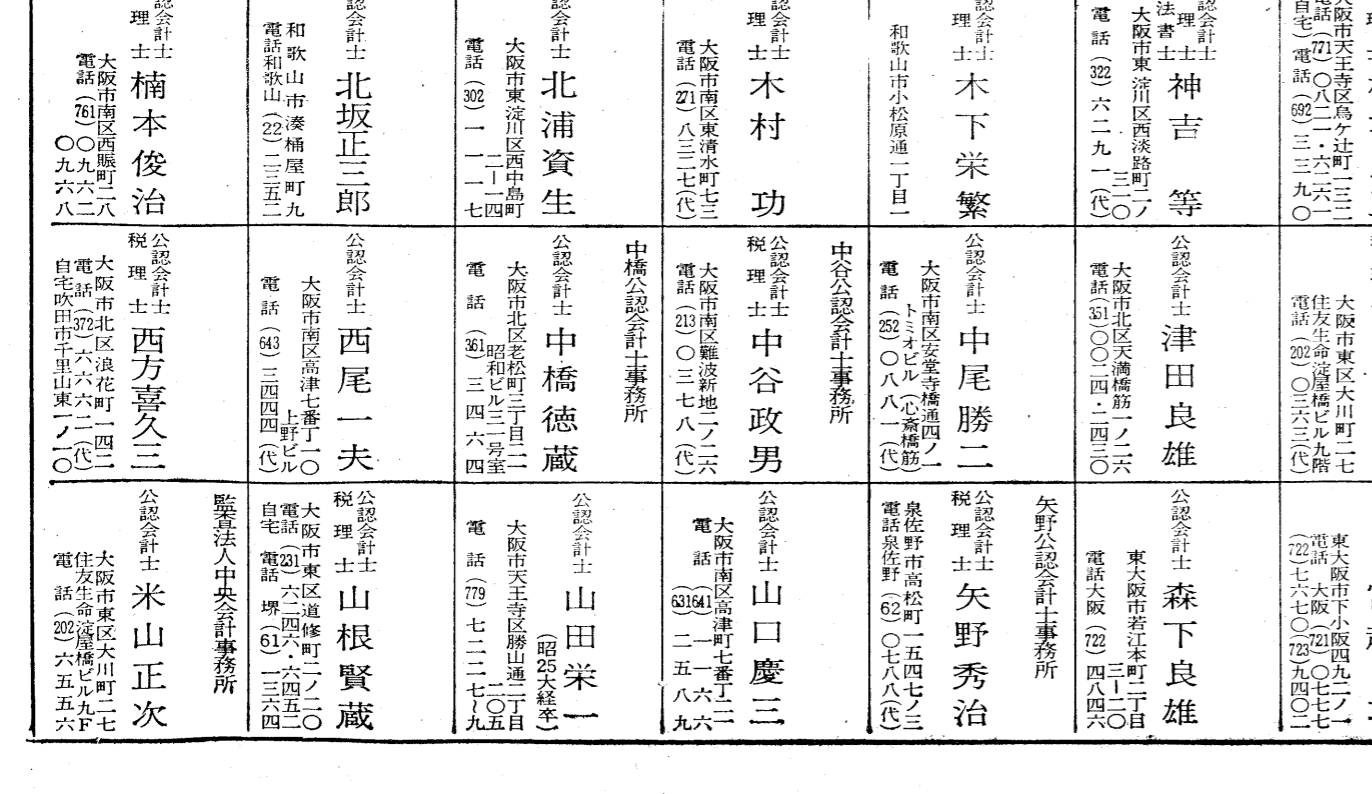 大阪市天王寺区烏ケ辻町一三二
電話(771)〇八二一・六二六一
(自宅)電話(692)三三九〇
認会計士
理士
法書士
神吉等
大阪市東淀川区西淡路町二ノ
三一〇
電話(322)六二九一(代)
認会計士
理士
木下栄繁
和歌山市小松原通一丁目一
認会計士
理士
木村功
大阪市南区東清水町七三
電話(271)八三二七(代)
認会計士
北浦資生
大阪市東淀川区西中島町
二―一四
電話(302)一一一七
認会計士
北坂正三郎
和歌山市湊桶屋町九
電話和歌山(22)二三五二
認会計士
理士
楠本俊治
大阪市南区西賑町二八
電話(761)〇九六二
〇九六八
大阪市東区大川町二七
住友生命淀屋橋ビル九階
電話(202)〇三六三(代)
公認会計士
津田良雄
大阪市北区天満橋筋一ノ二六
電話(351)〇〇二四・二四三〇
公認会計士
中尾勝二
大阪市南区安堂寺橋通四ノ一
トミオビル(心斎橋筋)
電話(252)〇八八一(代)
中谷公認会計士事務所
公認会計士
税理士
中谷政男
大阪市南区難波新地二ノ二六
電話(213)〇三七八(代)
中橋公認会計士事務所
公認会計士
中橋徳蔵
大阪市北区老松町三丁目二一
昭和ビル三一号室
電話(361)三四六四
公認会計士
西尾一夫
大阪市南区高津七番丁一〇
上野ビル
電話(643)三四四四(代)
公認会計士
税理士
西方喜久三
大阪市北区浪花町一四二
電話(372)六六六二(代)
自宅吹田市千里山東一ノ一〇
東大阪市下小阪四九二ノ一
電話大阪(721)〇七七七
(722)七六七〇(723)九四〇二
公認会計士
森下良雄
東大阪市若江本町二丁目
三―二〇
電話大阪(722)四八四六
矢野公認会計士事務所
公認会計士
税理士
矢野秀治
泉佐野市高松町一五四七ノ三
電話泉佐野(62)〇七八八(代)
公認会計士
山口慶三
大阪市南区高津町七番丁二二
電話(641)一一六六
(631)二五八九
公認会計士
山田栄一
(昭25大経卒)
大阪市天王寺区勝山通二丁目
二〇五
電話(779)七二二七~九
公認会計士
税理士
山根賢蔵
大阪市東区道修町二ノ二〇
電話(231)六二四六・六四五二
自宅電話堺(61)一三六四
監査法人中央会計事務所
公認会計士
米山正次
大阪市東区大川町二七
住友生命淀屋橋ビル九F
電話(202)六五五六